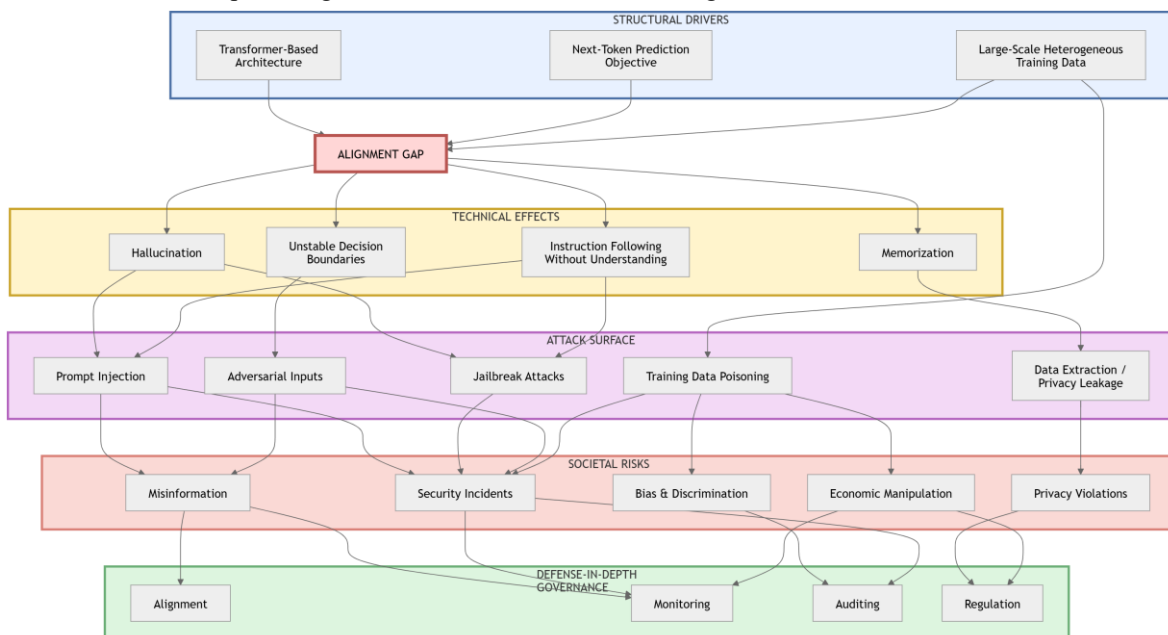 STRUCTURAL DRIVERS
Transformer-Based
Architecture
Next-Token Prediction
Objective
Large-Scale Heterogeneous
Training Data
ALIGNMENT GAP
TECHNICAL EFFECTS
Hallucination
Unstable Decision
Boundaries
Instruction Following
Without Understanding
Memorization
ATTACK SURFACE
Prompt Injection
Adversarial Inputs
Jailbreak Attacks
Training Data Poisoning
Data Extraction /
Privacy Leakage
SOCIETAL RISKS
Misinformation
Security Incidents
Bias & Discrimination
Economic Manipulation
Privacy Violations
DEFENSE-IN-DEPTH
GOVERNANCE
Alignment
Monitoring
Auditing
Regulation